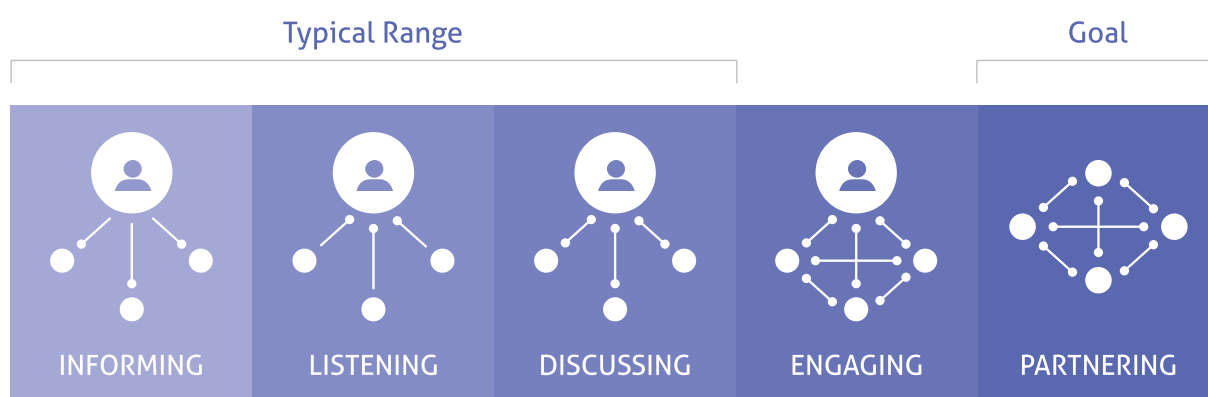 Typical Range
Goal
INFORMING
LISTENING
DISCUSSING
ENGAGING
PARTNERING